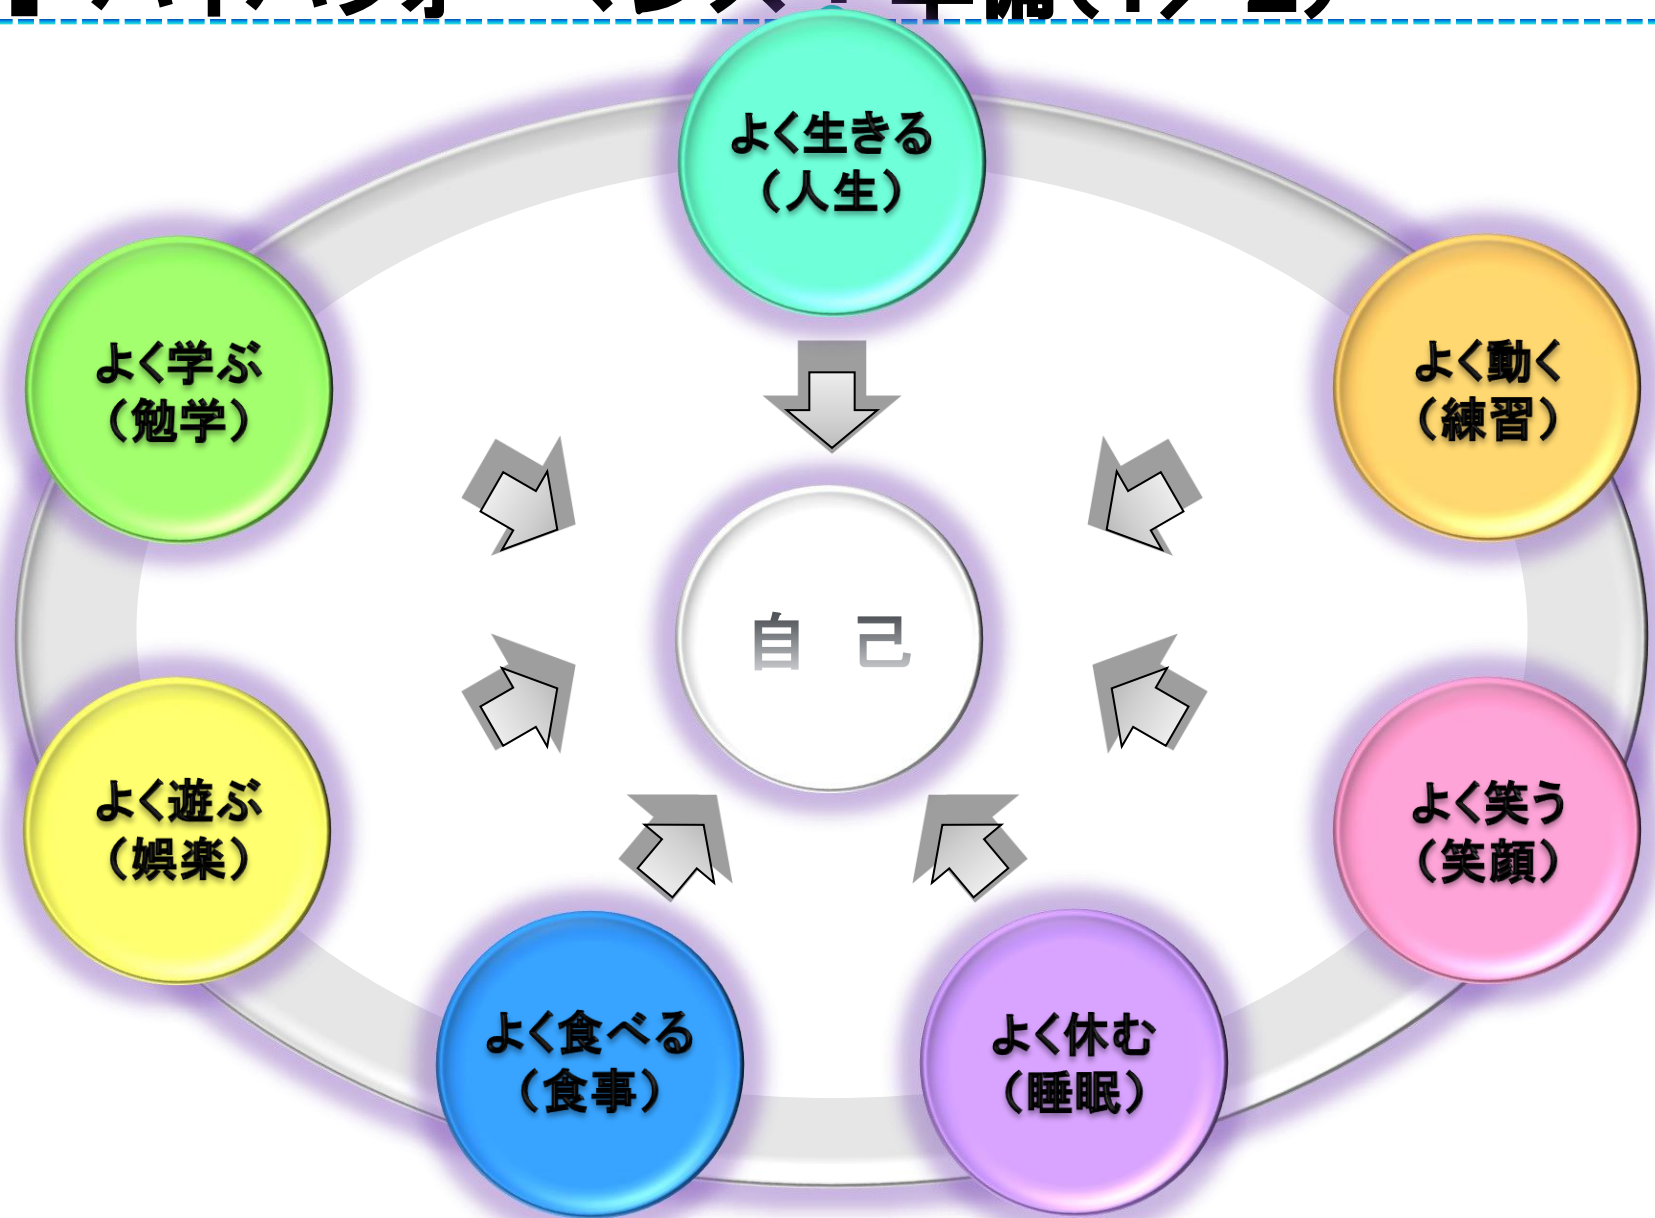 よく生きる
（人生）
よく学ぶ
（勉学）
よく動く
（練習）
自　己
よく遊ぶ
（娯楽）
よく笑う
（笑顔）
よく食べる
（食事）
よく休む
（睡眠）